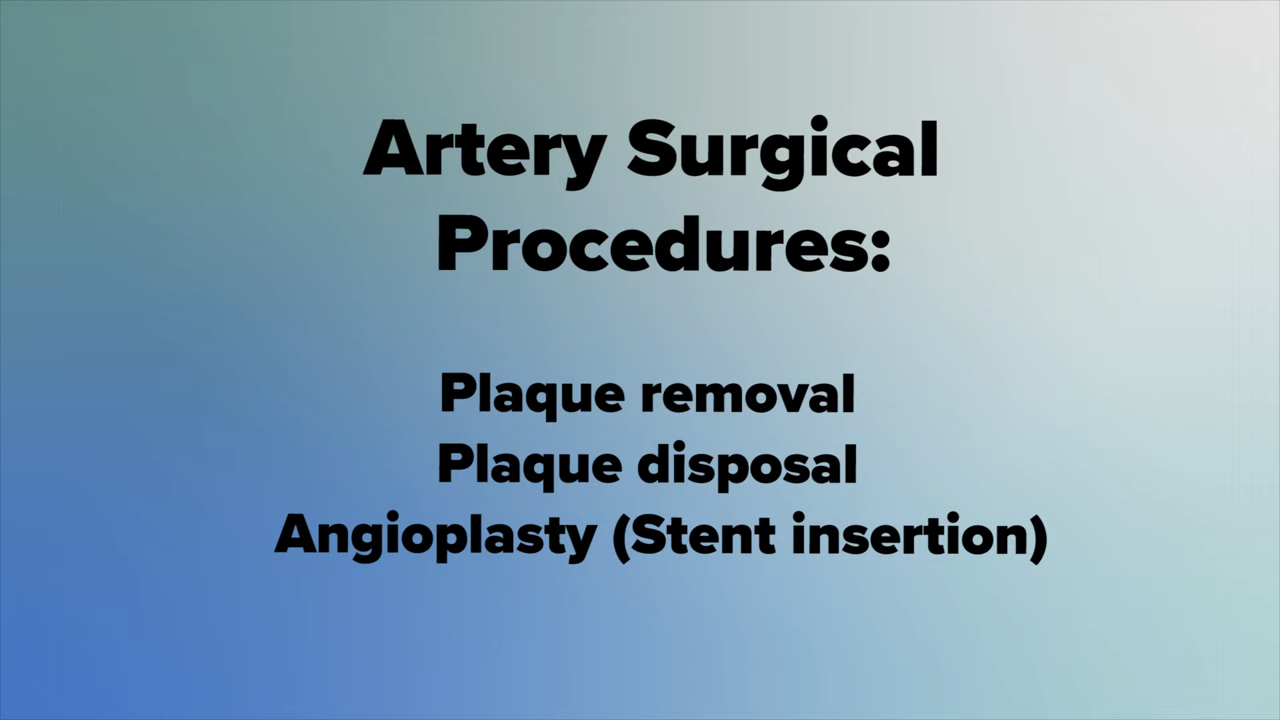 Artery Surgical
Procedures:
Plaque removal
Plaque disposal
Angioplasty (Stent insertion)